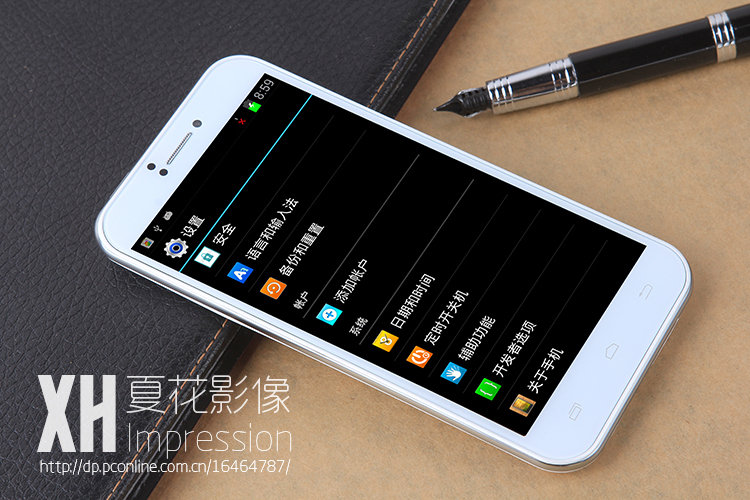 8:59
设置
安全
语言和输入法
备份和重置
帐户
添加帐户
系统
日期和时间
定时开关机
辅助功能
开发者选项
关于手机
XH 夏花影像
Impression
http://dp.pconline.com.cn/16464787/